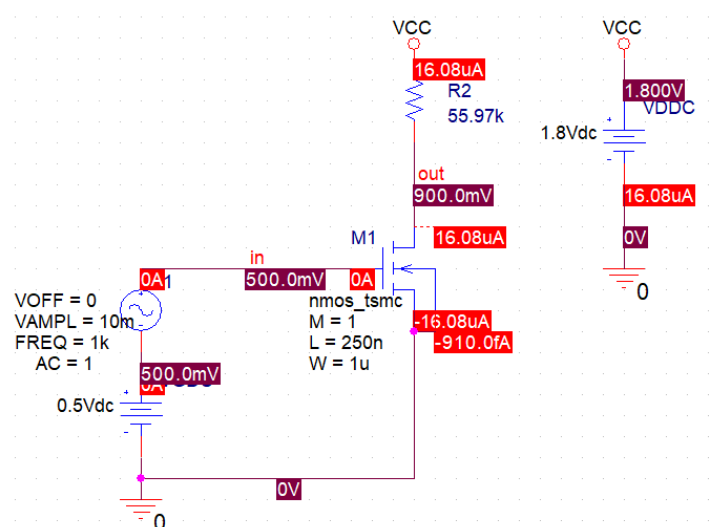 VCC
VCC
16.08uA
R2
55.97k
1.800V
VDDC
1.8Vdc
out
900.0mV
16.08uA
16.08uA
M1
0V
in
0A
1
500.0mV
0A
0
VOFF = 0
VAMPL = 10m
FREQ = 1k
AC = 1
nmos_tsmc
M = 1
L = 250n
W = 1u
-16.08uA
-910.0fA
500.0mV
0.5Vdc
0V
0